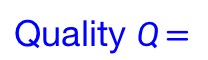 Quality Q =